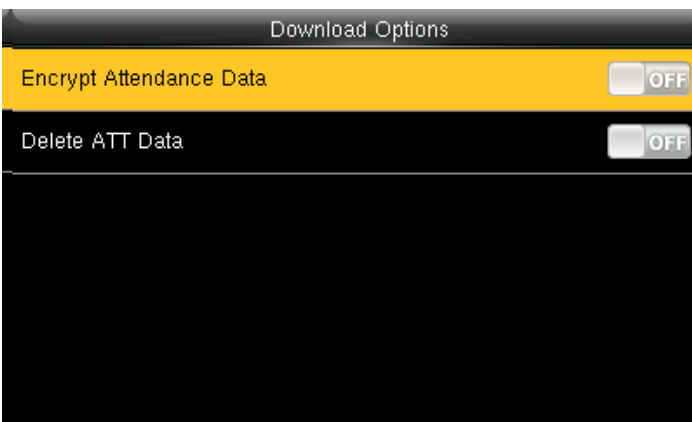 Download Options
Encrypt Attendance Data OFF
Delete ATT Data OFF